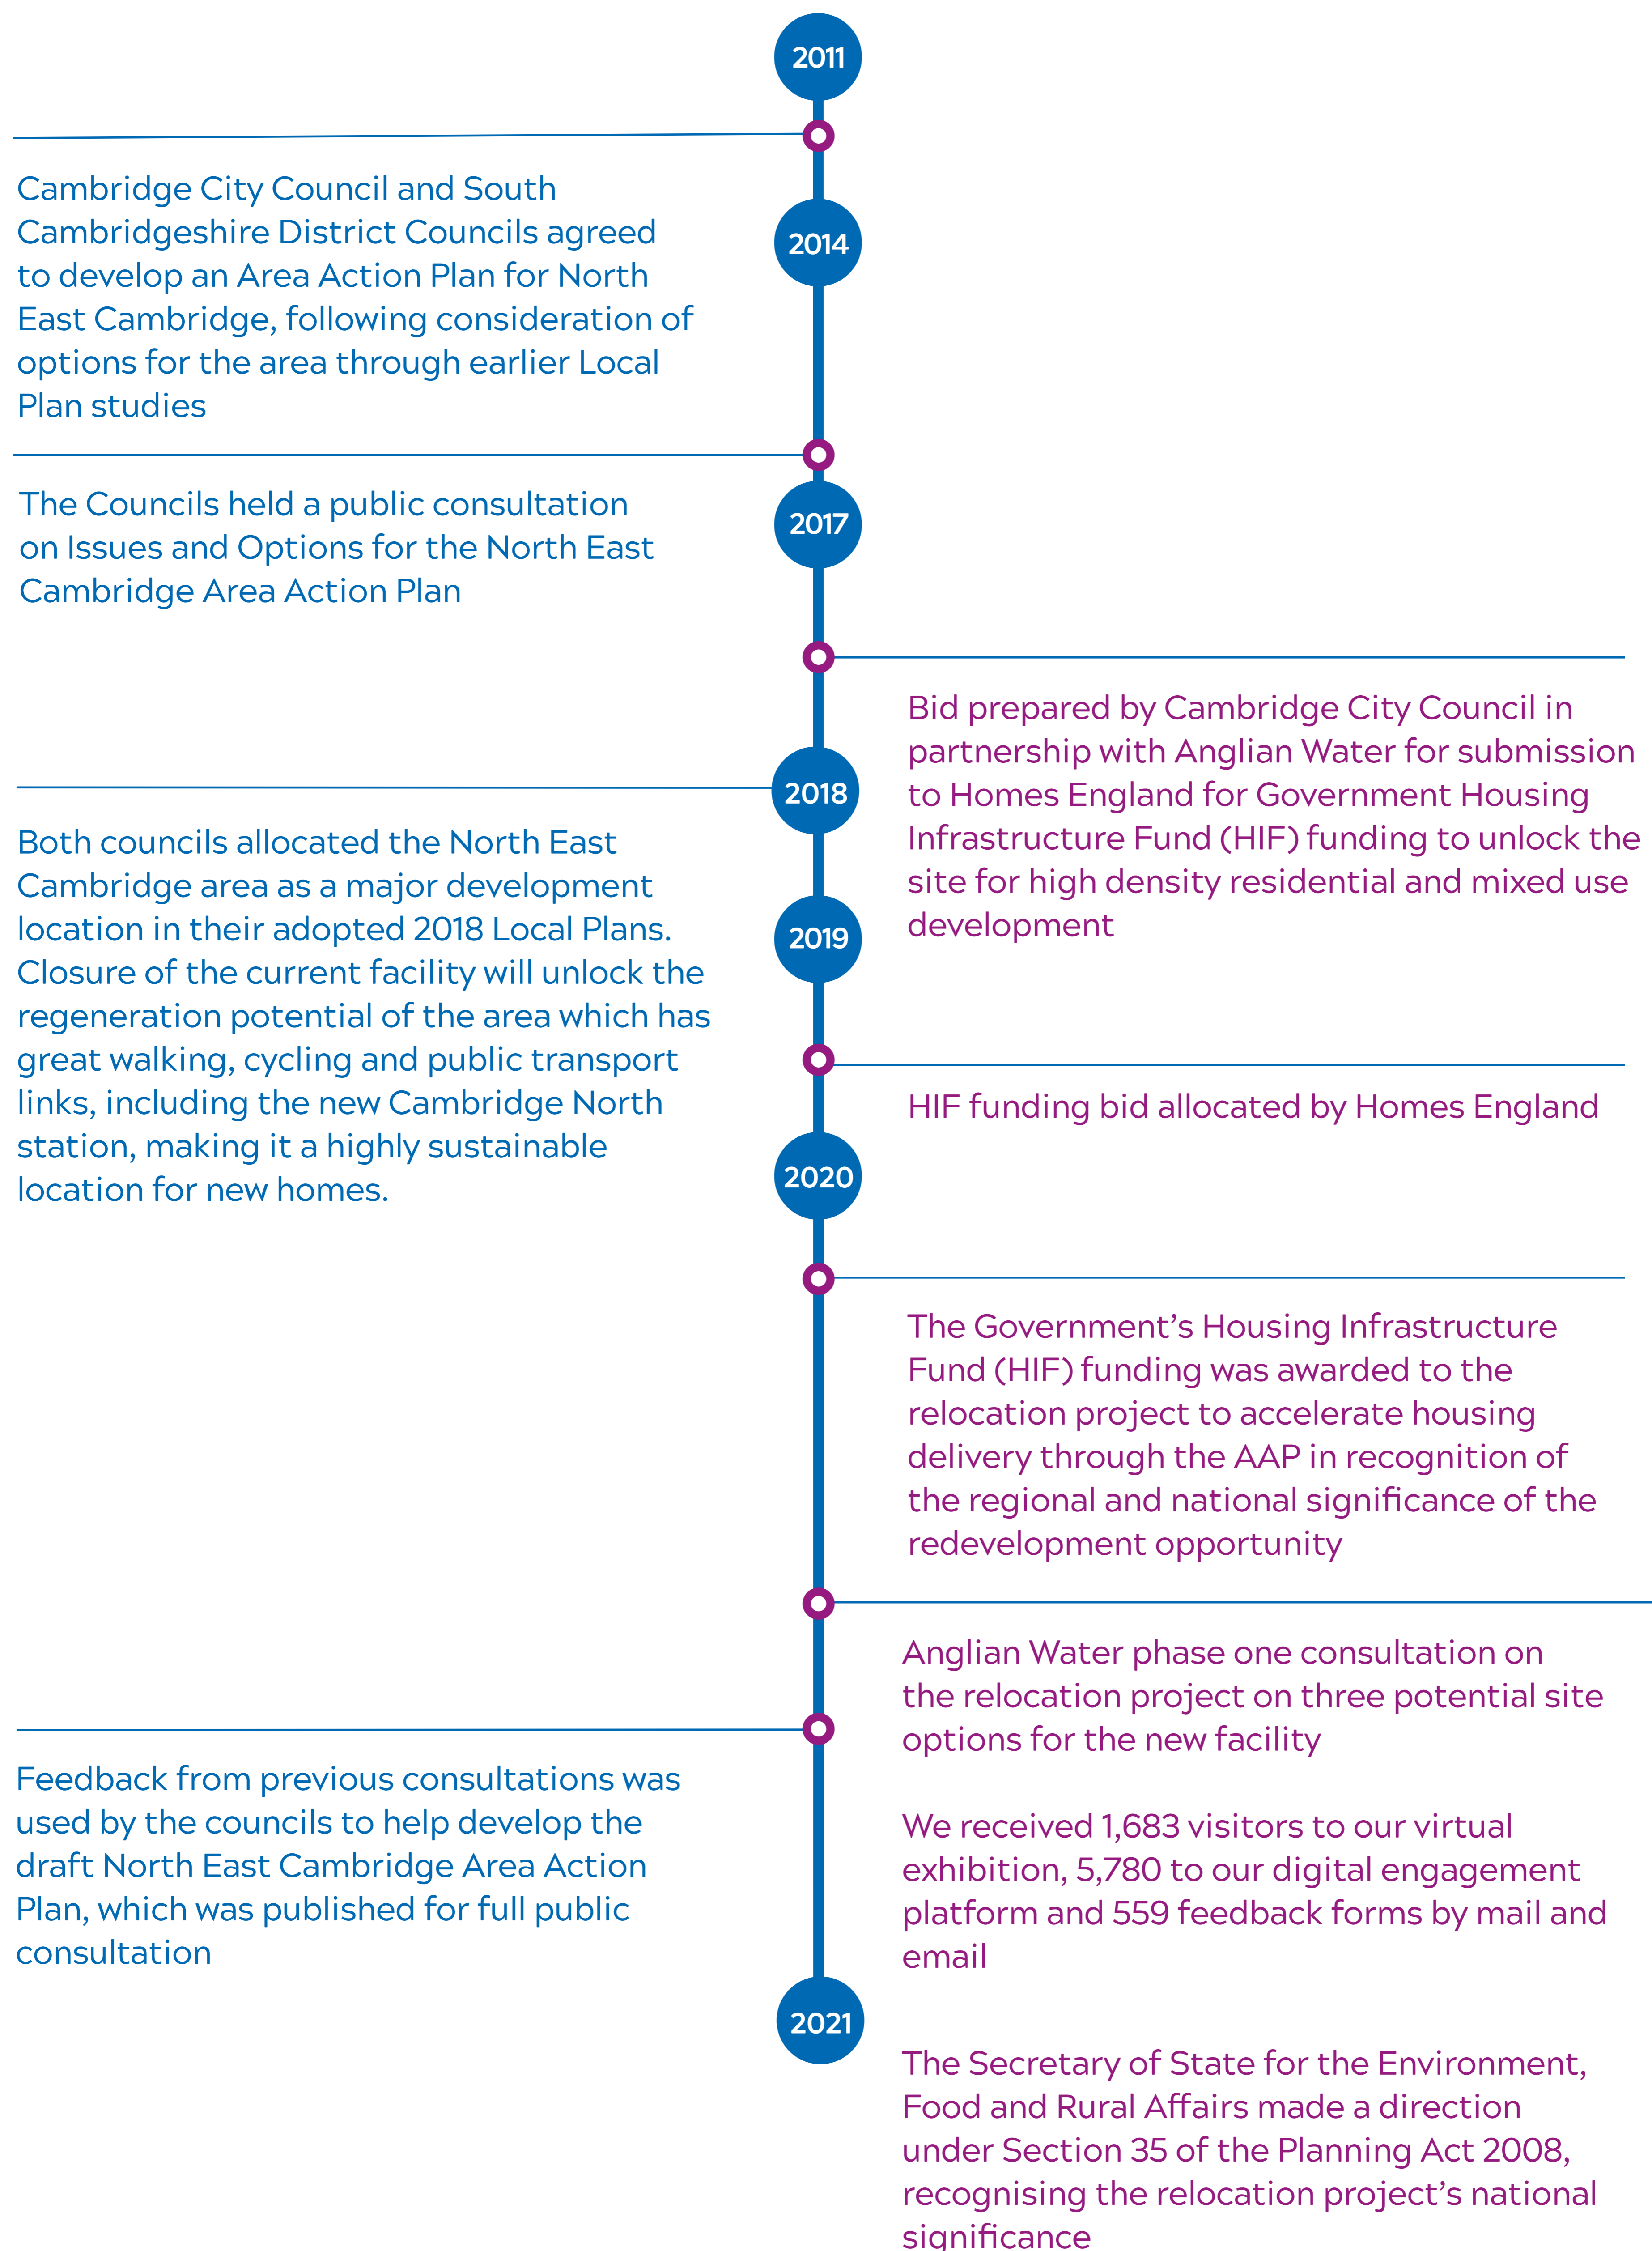 2011
Cambridge City Council and South
Cambridgeshire District Councils agreed
to develop an Area Action Plan for North
East Cambridge, following consideration of
options for the area through earlier Local
Plan studies
2014
The Councils held a public consultation
on Issues and Options for the North East
Cambridge Area Action Plan
2017
Bid prepared by Cambridge City Council in
partnership with Anglian Water for submission
to Homes England for Government Housing
Infrastructure Fund (HIF) funding to unlock the
site for high density residential and mixed use
development
2018
Both councils allocated the North East
Cambridge area as a major development
location in their adopted 2018 Local Plans.
Closure of the current facility will unlock the
regeneration potential of the area which has
great walking, cycling and public transport
links, including the new Cambridge North
station, making it a highly sustainable
location for new homes.
2019
HIF funding bid allocated by Homes England
2020
The Government’s Housing Infrastructure
Fund (HIF) funding was awarded to the
relocation project to accelerate housing
delivery through the AAP in recognition of
the regional and national significance of the
redevelopment opportunity
Anglian Water phase one consultation on
the relocation project on three potential site
options for the new facility
We received 1,683 visitors to our virtual
exhibition, 5,780 to our digital engagement
platform and 559 feedback forms by mail and
email
Feedback from previous consultations was
used by the councils to help develop the
draft North East Cambridge Area Action
Plan, which was published for full public
consultation
2021
The Secretary of State for the Environment,
Food and Rural Affairs made a direction
under Section 35 of the Planning Act 2008,
recognising the relocation project’s national
significance